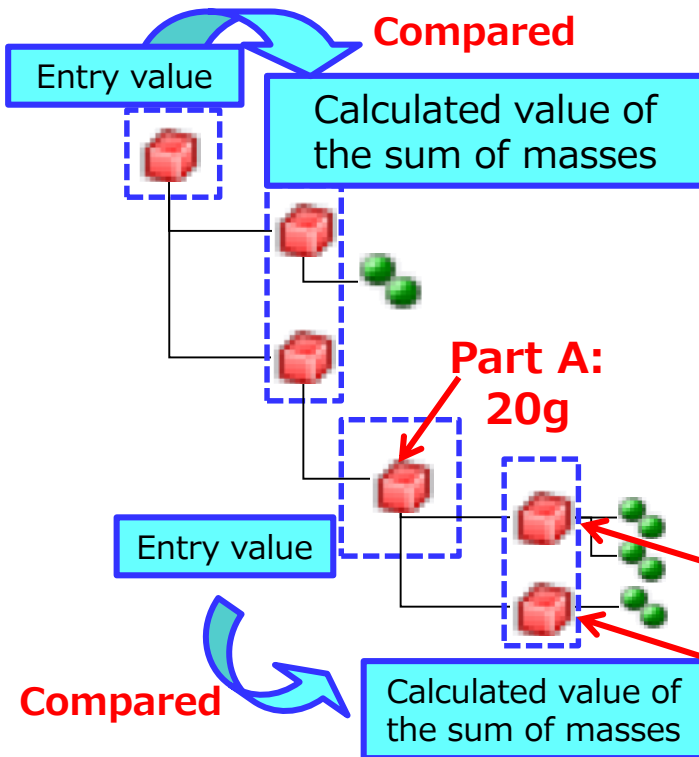 Compared
Entry value
Calculated value of
the sum of masses
Part A:
20g
Entry value
Compared
Calculated value of
the sum of masses